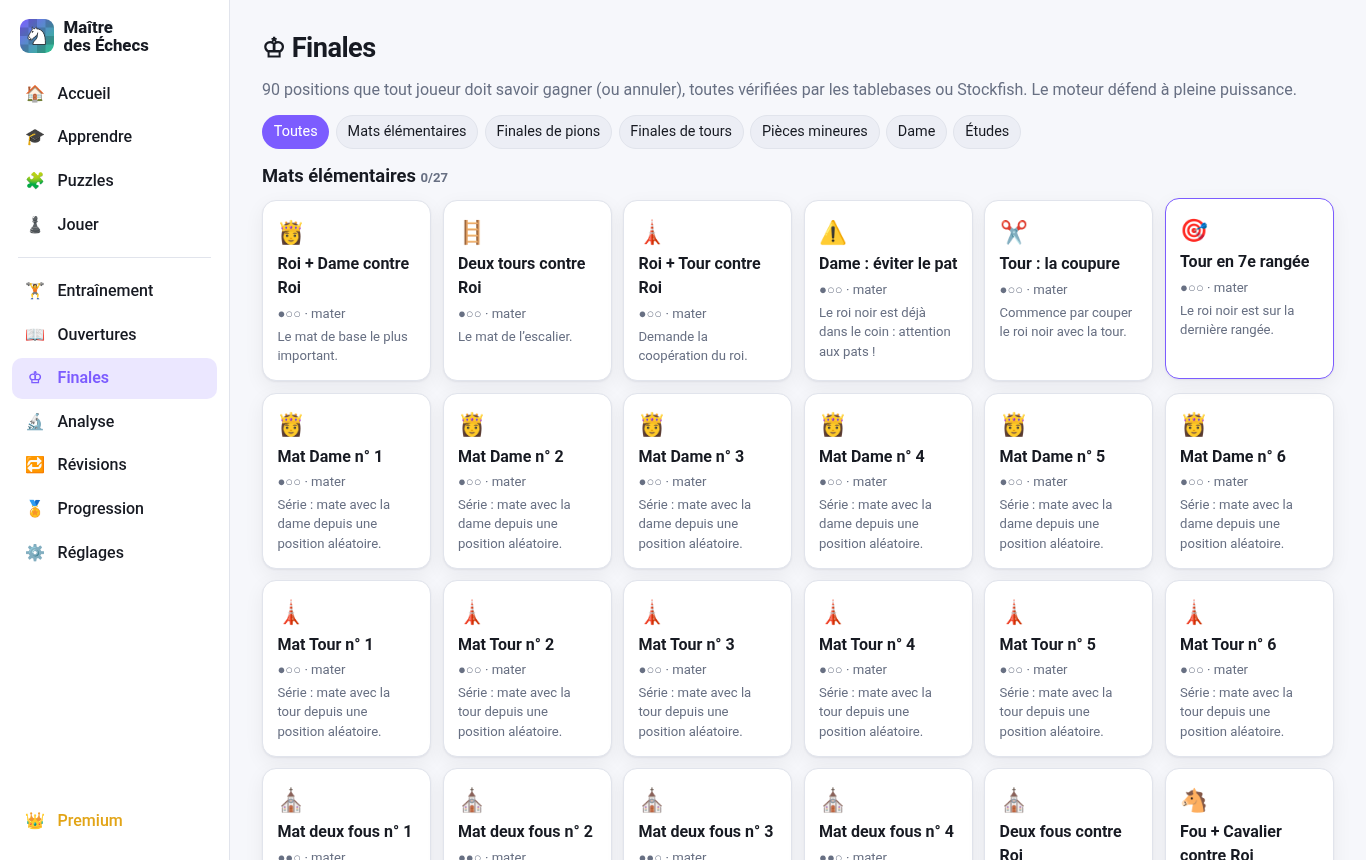 Maître
des Échecs
Accueil
Apprendre
Puzzles
Jouer
Entraînement
Ouvertures
Finales
Analyse
Révisions
Progression
Réglages
Premium
♔ Finales
90 positions que tout joueur doit savoir gagner (ou annuler), toutes vérifiées par les tablebases ou Stockfish. Le moteur défend à pleine puissance.
Toutes Mats élémentaires Finales de pions Finales de tours Pièces mineures Dame Études
Mats élémentaires 0/27
Roi + Dame contre
Roi
●○○ · mater
Le mat de base le plus
important.
Deux tours contre
Roi
●○○ · mater
Le mat de l'escalier.
Roi + Tour contre
Roi
●○○ · mater
Demande la
coopération du roi.
Dame : éviter le pat
●○○ · mater
Le roi noir est déjà
dans le coin : attention
aux pats !
Tour : la coupure
●○○ · mater
Commence par couper
le roi noir avec la tour.
Tour en 7e rangée
●○○ · mater
Le roi noir est sur la
dernière rangée.
Mat Dame n° 1
●○○ · mater
Série : mate avec la
dame depuis une
position aléatoire.
Mat Dame n° 2
●○○ · mater
Série : mate avec la
dame depuis une
position aléatoire.
Mat Dame n° 3
●○○ · mater
Série : mate avec la
dame depuis une
position aléatoire.
Mat Dame n° 4
●○○ · mater
Série : mate avec la
dame depuis une
position aléatoire.
Mat Dame n° 5
●○○ · mater
Série : mate avec la
dame depuis une
position aléatoire.
Mat Dame n° 6
●○○ · mater
Série : mate avec la
dame depuis une
position aléatoire.
Mat Tour n° 1
●○○ · mater
Série : mate avec la
tour depuis une
position aléatoire.
Mat Tour n° 2
●○○ · mater
Série : mate avec la
tour depuis une
position aléatoire.
Mat Tour n° 3
●○○ · mater
Série : mate avec la
tour depuis une
position aléatoire.
Mat Tour n° 4
●○○ · mater
Série : mate avec la
tour depuis une
position aléatoire.
Mat Tour n° 5
●○○ · mater
Série : mate avec la
tour depuis une
position aléatoire.
Mat Tour n° 6
●○○ · mater
Série : mate avec la
tour depuis une
position aléatoire.
Mat deux fous n° 1
●●○ · mater
Mat deux fous n° 2
●●○ · mater
Mat deux fous n° 3
●●○ · mater
Mat deux fous n° 4
●●○ · mater
Deux fous contre
Roi
Fou + Cavalier
contre Roi